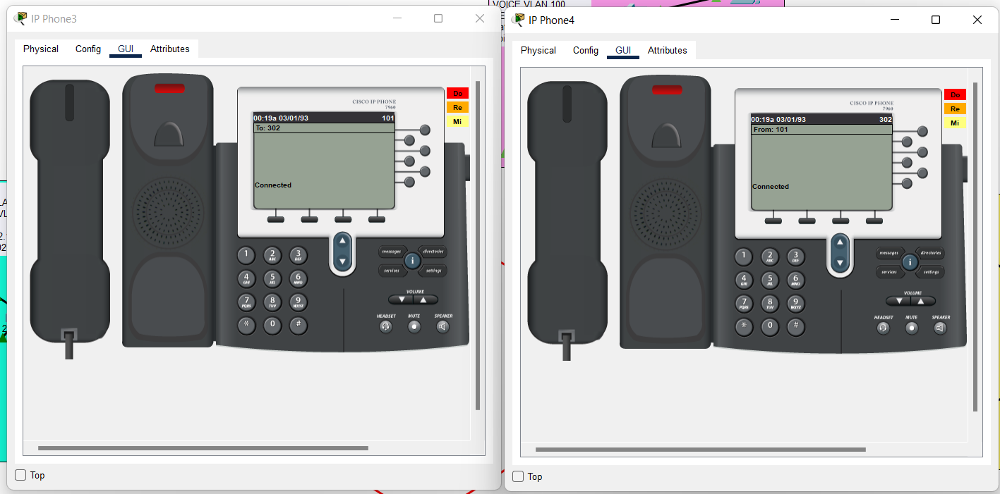 VOICE VLAN 100
IP Phone3
Physical Config GUI Attributes
CISCO IP PHONE
7960
00:19a 03/01/93 101
To: 302
Connected
Do
Re
Mi
1 2 ABC 3 DEF
4 GHI 5 JKL 6 MNO
7 PQRS 8 TUV 9 WXYZ
* 0 #
messages directories
i
services settings
VOLUME
HEADSET MUTE SPEAKER
Top
IP Phone4
Physical Config GUI Attributes
CISCO IP PHONE
7960
00:19a 03/01/93 302
From: 101
Connected
Do
Re
Mi
1 2 ABC 3 DEF
4 GHI 5 JKL 6 MNO
7 PQRS 8 TUV 9 WXYZ
* 0 #
messages directories
i
services settings
VOLUME
HEADSET MUTE SPEAKER
Top